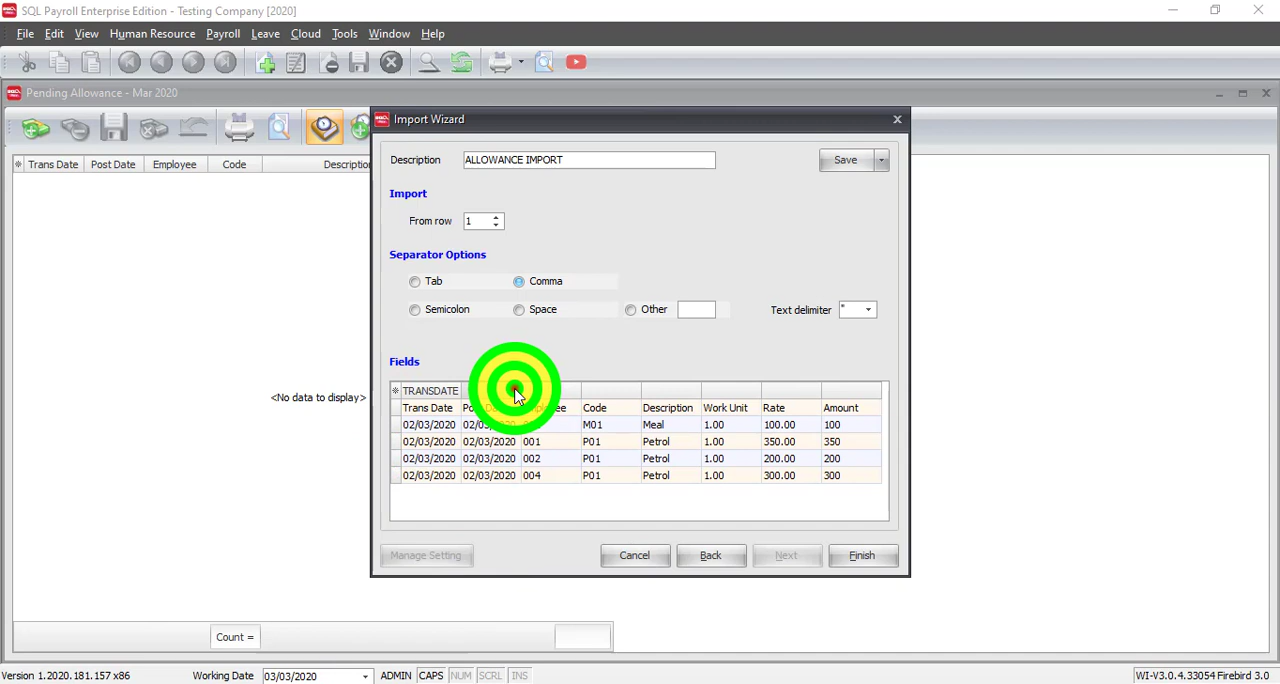 SQL Payroll Enterprise Edition - Testing Company [2020]
File Edit View Human Resource Payroll Leave Cloud Tools Window Help
Pending Allowance - Mar 2020
Trans Date Post Date Employee Code
Import Wizard
Description ALLOWANCE IMPORT Save
Import
From row 1
Separator Options
Tab Comma
Semicolon Space Other Text delimiter "
Fields
TRANSDATE
Trans Date Code Description Work Unit Rate Amount
02/03/2020 M01 Meal 1.00 100.00 100
02/03/2020 02/03/2020 001 P01 Petrol 1.00 350.00 350
02/03/2020 02/03/2020 002 P01 Petrol 1.00 200.00 200
02/03/2020 02/03/2020 004 P01 Petrol 1.00 300.00 300
<No data to display>
Manage Setting Cancel Back Next Finish
Count =
Version 1.2020.181.157 x86 Working Date 03/03/2020 ADMIN CAPS NUM SCRL INS WI-V3.0.4.33054 Firebird 3.0